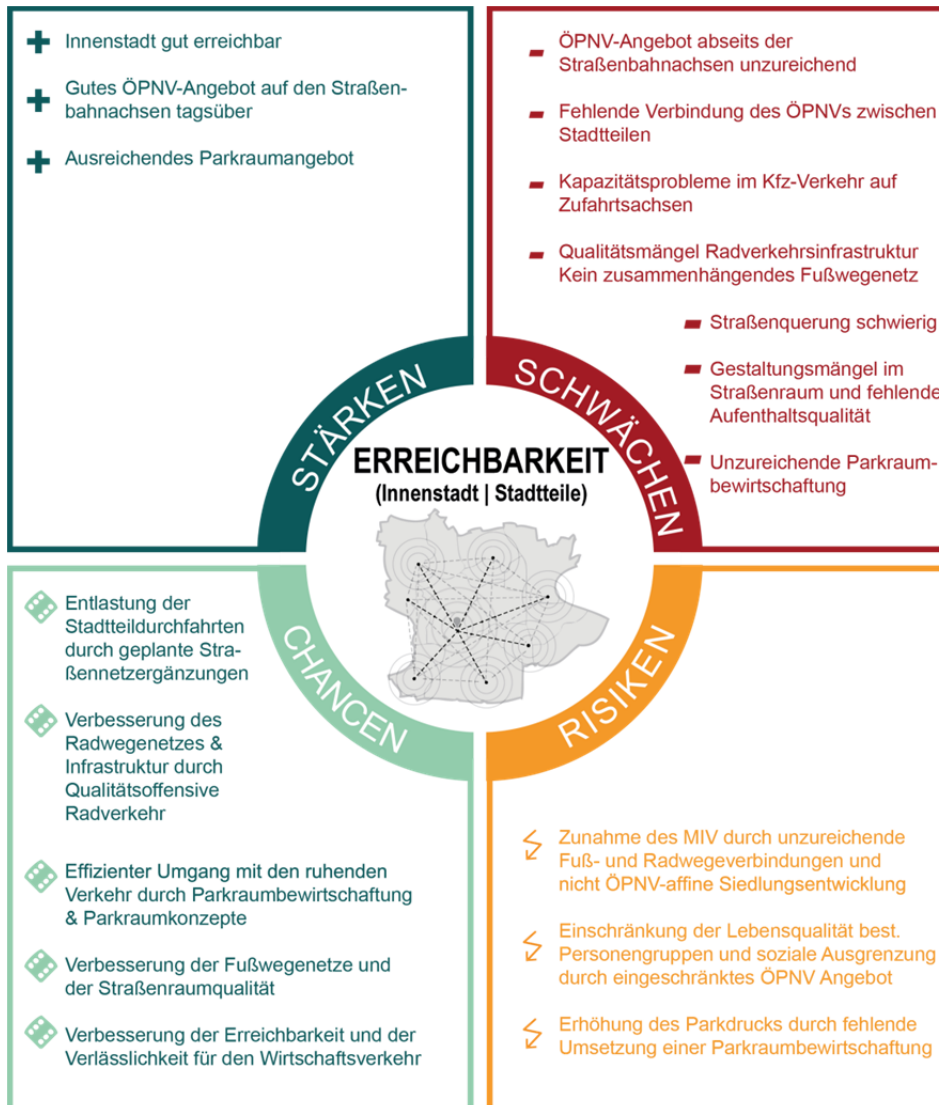 Innenstadt gut erreichbar
Gutes ÖPNV-Angebot auf den Straßen-
bahnachsen tagsüber
Ausreichendes Parkraumangebot
ÖPNV-Angebot abseits der
Straßenbahnachsen unzureichend
Fehlende Verbindung des ÖPNVs zwischen
Stadtteilen
Kapazitätsprobleme im Kfz-Verkehr auf
Zufahrtsachsen
Qualitätsmängel Radverkehrsinfrastruktur
Kein zusammenhängendes Fußwegenetz
Straßenquerung schwierig
Gestaltungsmängel im
Straßenraum und fehlende
Aufenthaltsqualität
Unzureichende Parkraum-
bewirtschaftung
STÄRKEN
SCHWÄCHEN
ERREICHBARKEIT
(Innenstadt | Stadtteile)
CHANCEN
RISIKEN
Entlastung der
Stadtteildurchfahrten
durch geplante Stra-
ßennetzergänzungen
Verbesserung des
Radwegenetzes &
Infrastruktur durch
Qualitätsoffensive
Radverkehr
Effizienter Umgang mit den ruhenden
Verkehr durch Parkraumbewirtschaftung
& Parkraumkonzepte
Verbesserung der Fußwegenetze und
der Straßenraumqualität
Verbesserung der Erreichbarkeit und der
Verlässlichkeit für den Wirtschaftsverkehr
Zunahme des MIV durch unzureichende
Fuß- und Radwegeverbindungen und
nicht ÖPNV-affine Siedlungsentwicklung
Einschränkung der Lebensqualität best.
Personengruppen und soziale Ausgrenzung
durch eingeschränktes ÖPNV Angebot
Erhöhung des Parkdrucks durch fehlende
Umsetzung einer Parkraumbewirtschaftung